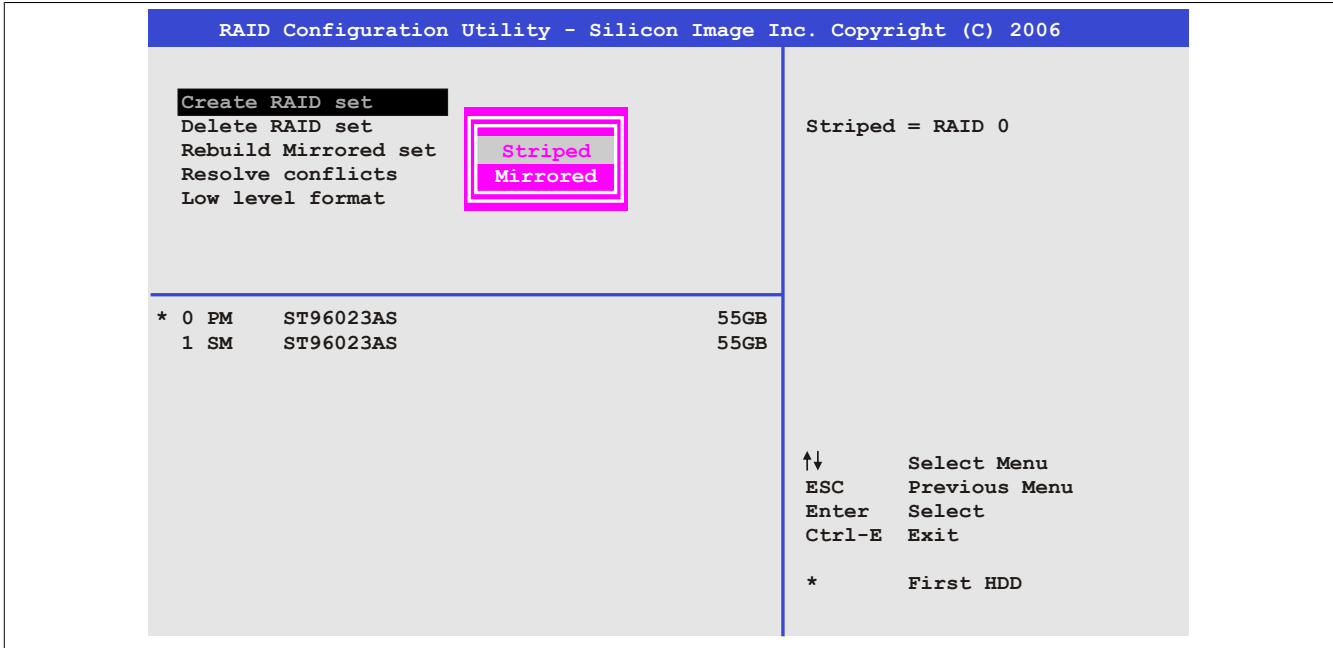 RAID Configuration Utility - Silicon Image Inc. Copyright (C) 2006
Create RAID set
Delete RAID set
Rebuild Mirrored set
Resolve conflicts
Low level format
Striped
Mirrored
Striped = RAID 0
* 0 PM ST96023AS 55GB
1 SM ST96023AS 55GB
↑↓ Select Menu
ESC Previous Menu
Enter Select
Ctrl-E Exit
* First HDD